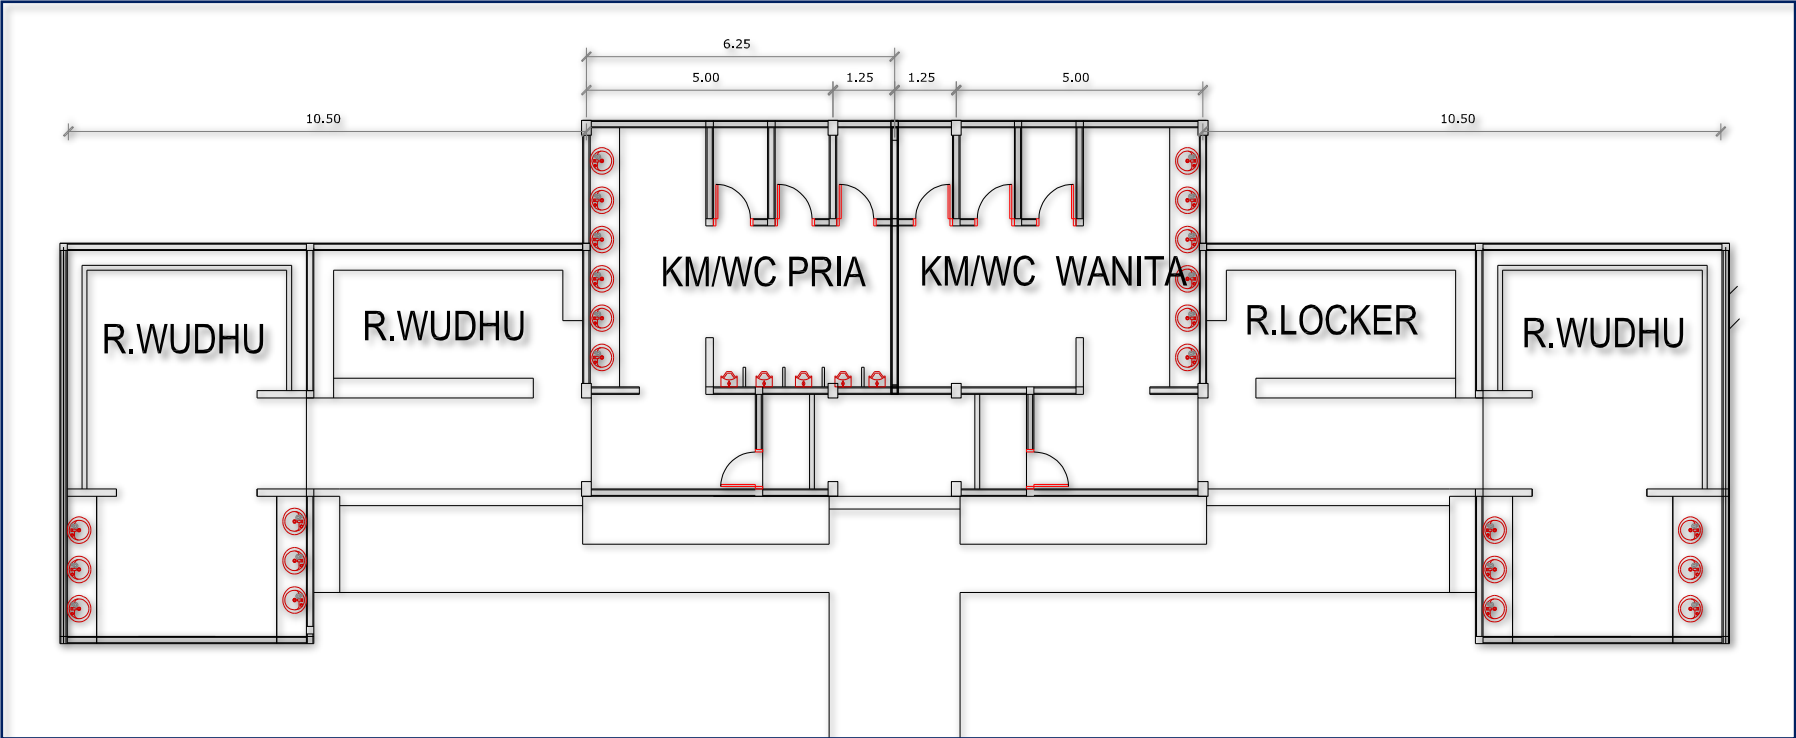 6.25
5.00 1.25 1.25 5.00
10.50 10.50
KM/WC PRIA KM/WC WANITA
R.WUDHU R.WUDHU R.LOCKER R.WUDHU